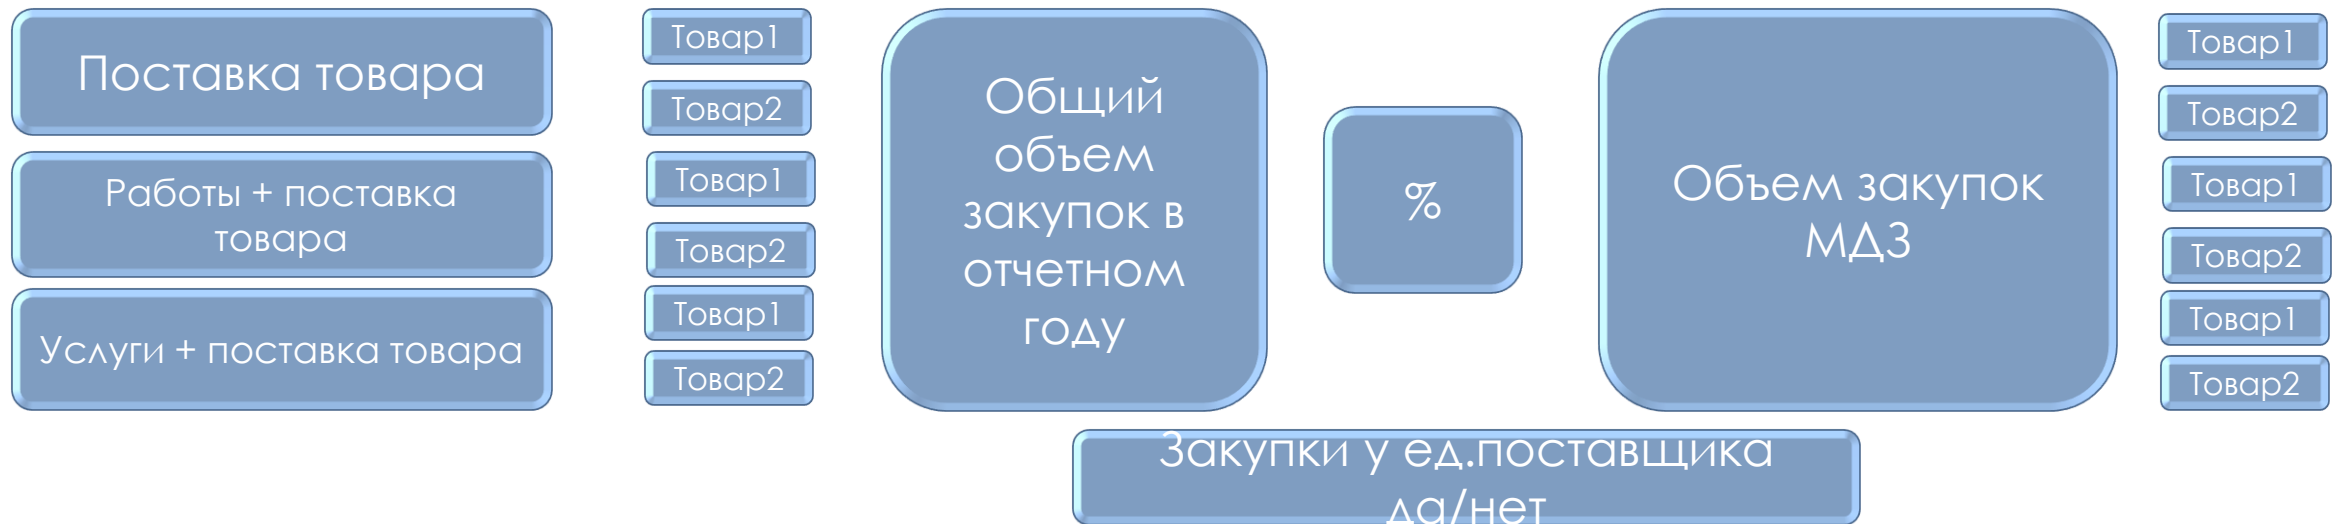 Поставка товара
Работы + поставка
товара
Услуги + поставка товара
Товар1
Товар2
Товар1
Товар2
Товар1
Товар2
Общий
объем
закупок в
отчетном
году
%
Объем закупок
МДЗ
Товар1
Товар2
Товар1
Товар2
Товар1
Товар2
Закупки у ед.поставщика
да/нет